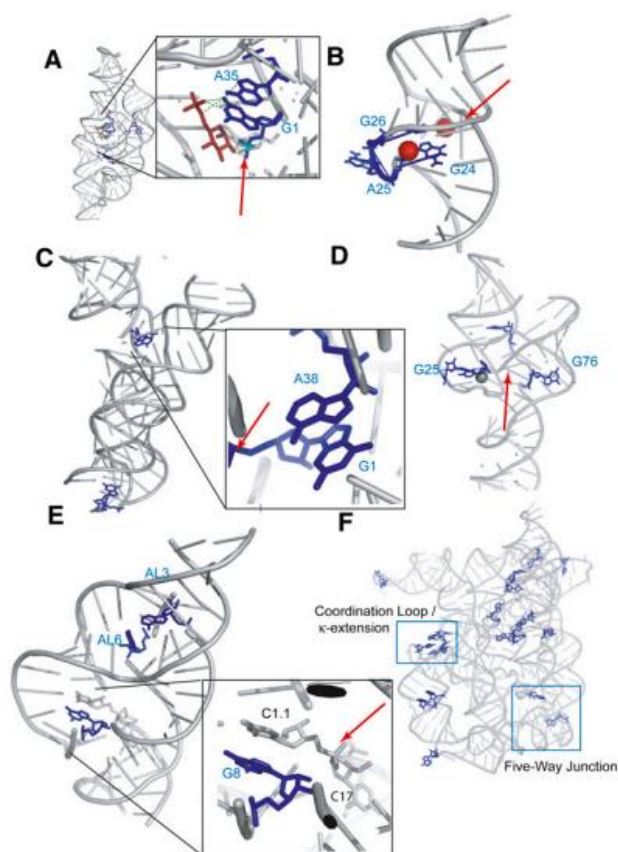 A
A35
G1
B
G26
A25
G24
C
A38
G1
D
G25
G76
E
AL3
AL6
C1.1
G8
C17
F
Coordination Loop /
κ-extension
Five-Way Junction